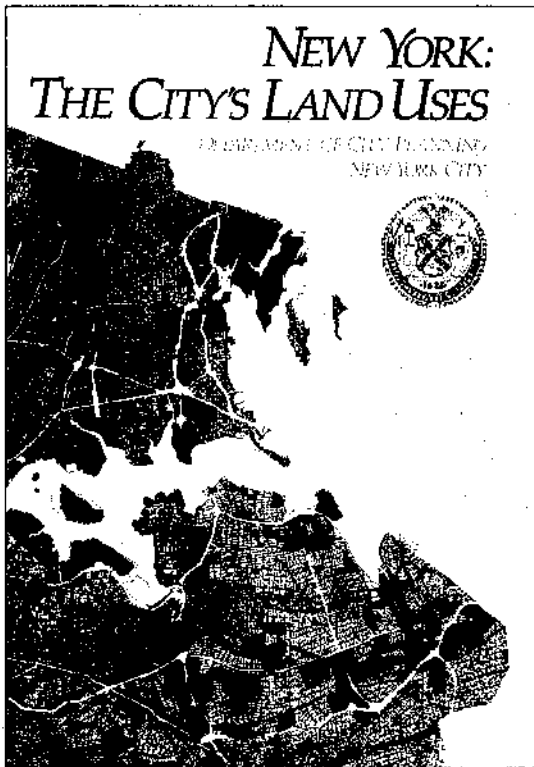 NEW YORK:
THE CITY'S LAND USES
DEPARTMENT OF CITY PLANNING
NEW YORK CITY